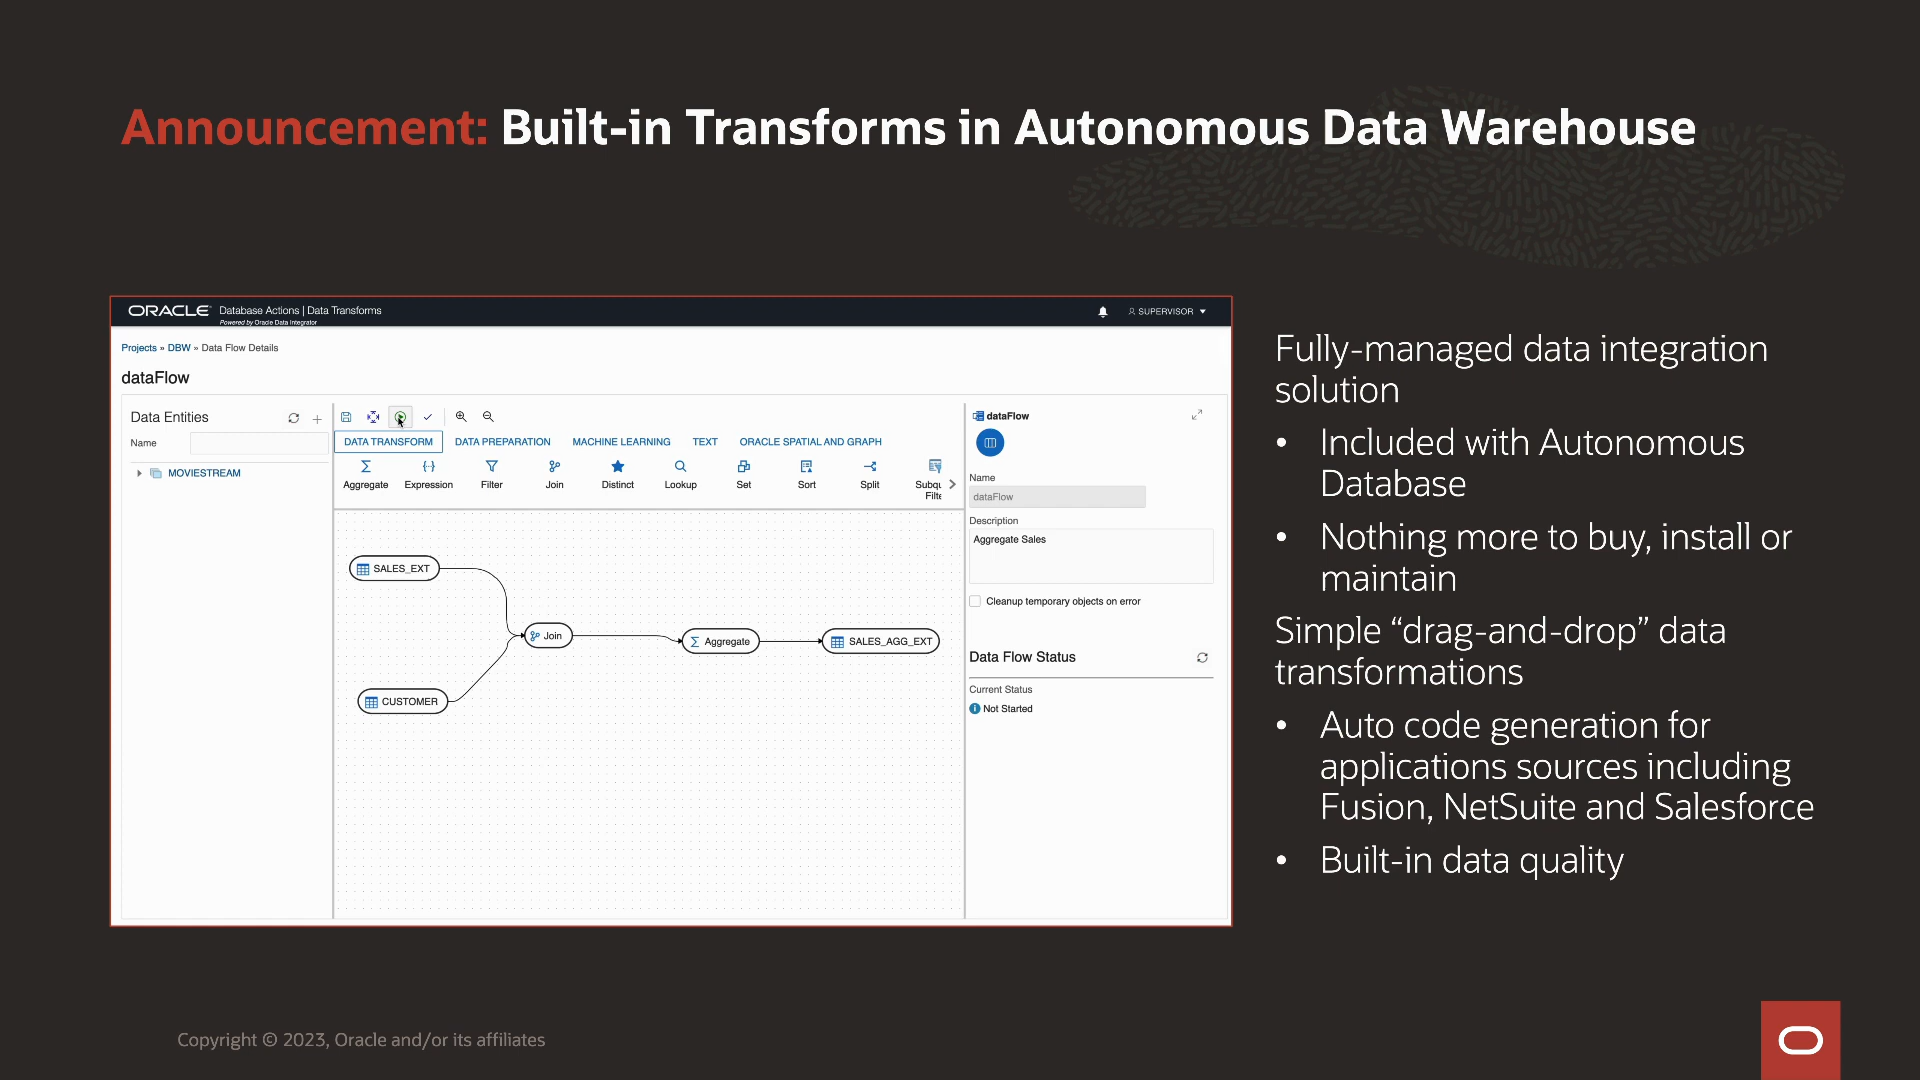 Announcement: Built-in Transforms in Autonomous Data Warehouse
ORACLE Database Actions | Data Transforms
Powered by Oracle Data Integrator
SUPERVISOR
Projects » DBW » Data Flow Details
dataFlow
Data Entities
Name
MOVIESTREAM
DATA TRANSFORM DATA PREPARATION MACHINE LEARNING TEXT ORACLE SPATIAL AND GRAPH
Aggregate Expression Filter Join Distinct Lookup Set Sort Split Subqu
Filte
SALES_EXT
Join
Aggregate
SALES_AGG_EXT
CUSTOMER
dataFlow
Name
dataFlow
Description
Aggregate Sales
Cleanup temporary objects on error
Data Flow Status
Current Status
Not Started
Fully-managed data integration
solution
• Included with Autonomous
Database
• Nothing more to buy, install or
maintain
Simple “drag-and-drop” data
transformations
• Auto code generation for
applications sources including
Fusion, NetSuite and Salesforce
• Built-in data quality
Copyright © 2023, Oracle and/or its affiliates